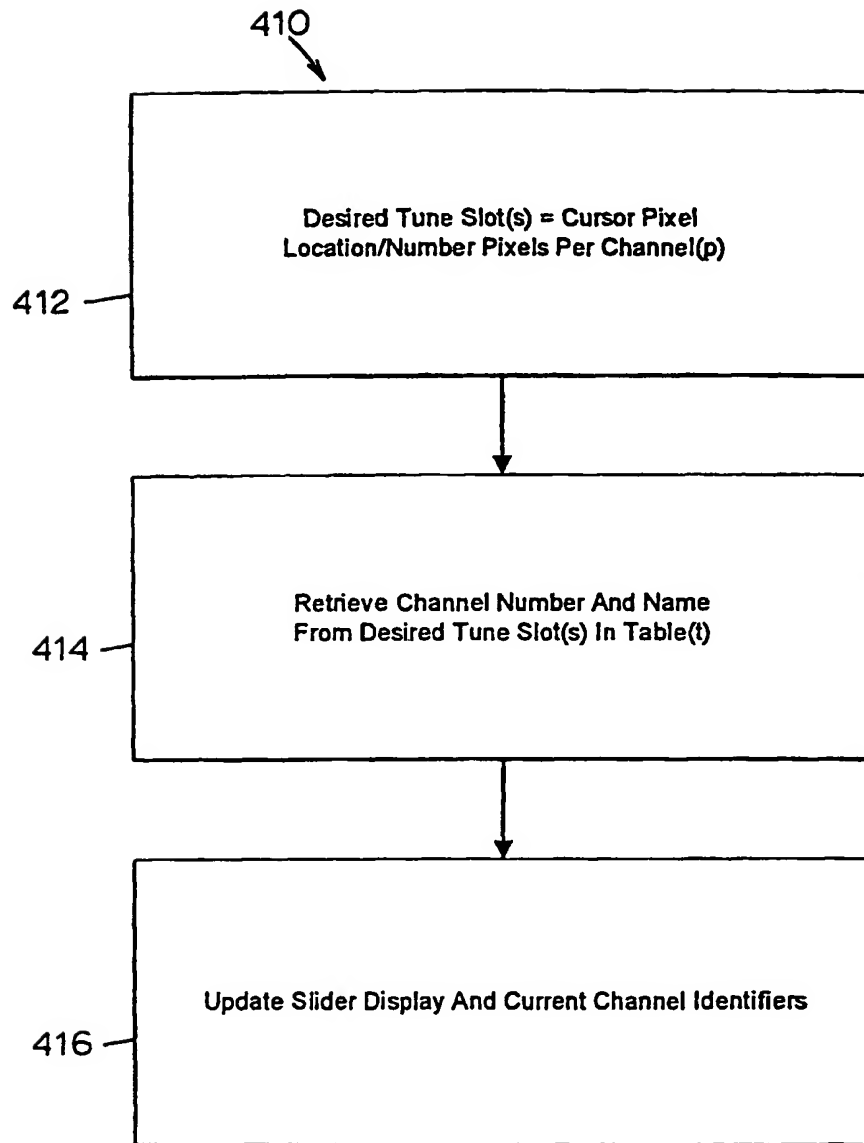 410
Desired Tune Slot(s) = Cursor Pixel
Location/Number Pixels Per Channel(p)
412
Retrieve Channel Number And Name
From Desired Tune Slot(s) In Table(t)
414
Update Slider Display And Current Channel Identifiers
416